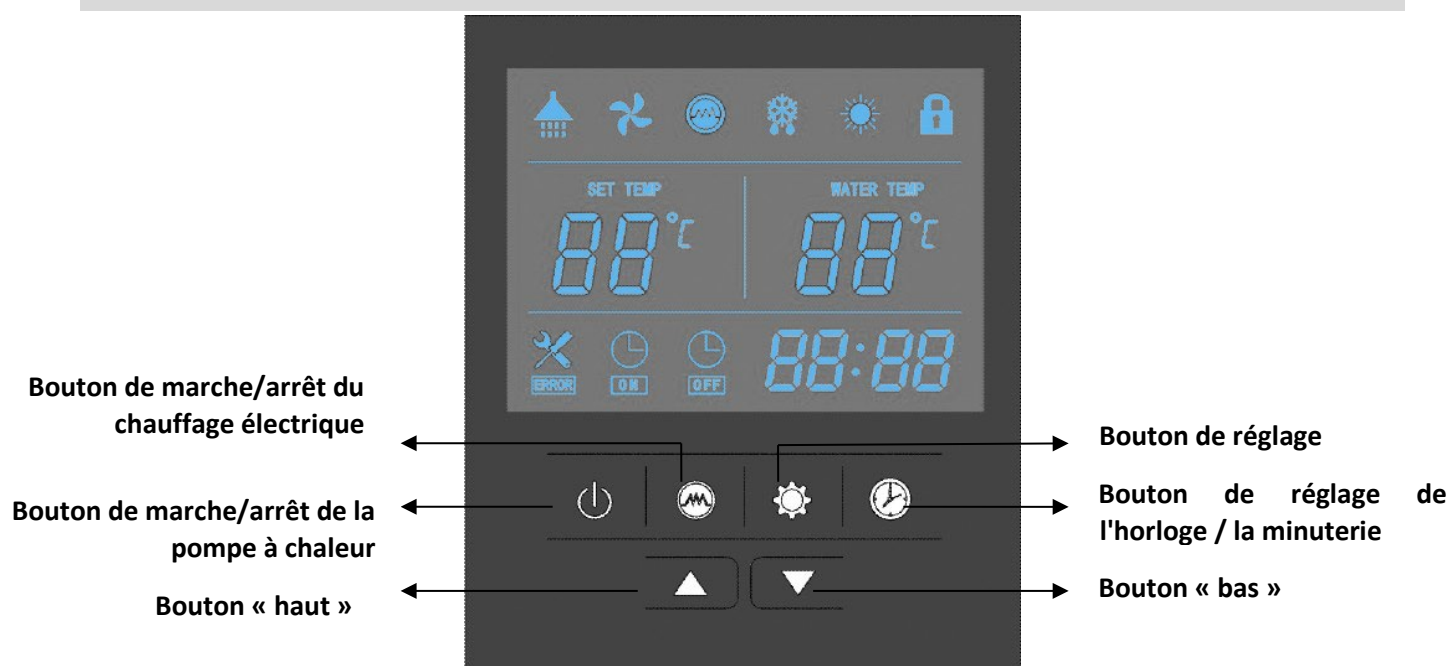 SET TEMP
WATER TEMP
88°C
88°C
ERROR
ON
OFF
88:88
Bouton de marche/arrêt du
chauffage électrique
Bouton de réglage
Bouton de marche/arrêt de la
pompe à chaleur
Bouton de réglage de
l'horloge / la minuterie
Bouton « haut »
Bouton « bas »